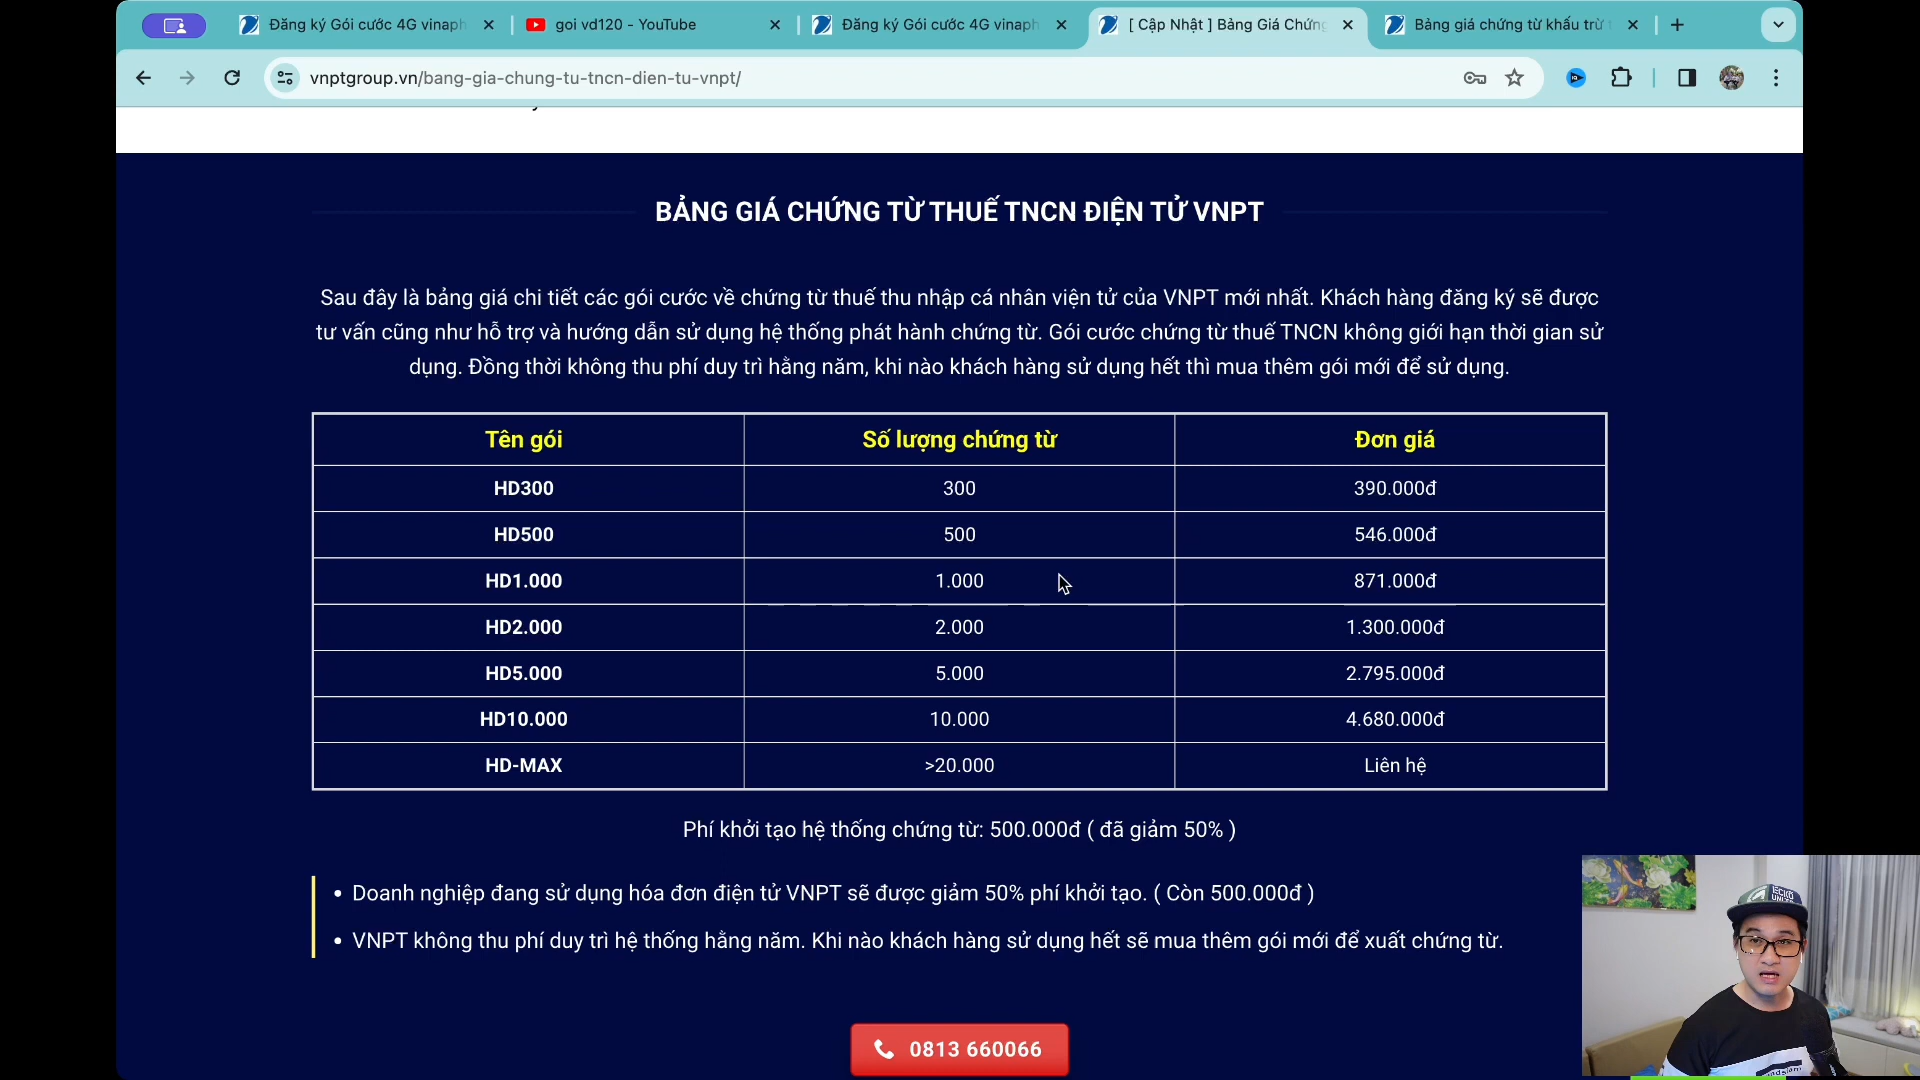 Đăng ký Gói cước 4G vinaph
goi vd120 - YouTube
Đăng ký Gói cước 4G vinaph
[ Cập Nhật ] Bảng Giá Chứng
Bảng giá chứng từ khấu trừ t
vnptgroup.vn/bang-gia-chung-tu-tncn-dien-tu-vnpt/
BẢNG GIÁ CHỨNG TỪ THUẾ TNCN ĐIỆN TỬ VNPT
Sau đây là bảng giá chi tiết các gói cước về chứng từ thuế thu nhập cá nhân viện tử của VNPT mới nhất. Khách hàng đăng ký sẽ được
tư vấn cũng như hỗ trợ và hướng dẫn sử dụng hệ thống phát hành chứng từ. Gói cước chứng từ thuế TNCN không giới hạn thời gian sử
dụng. Đồng thời không thu phí duy trì hằng năm, khi nào khách hàng sử dụng hết thì mua thêm gói mới để sử dụng.
Tên gói Số lượng chứng từ Đơn giá
HD300 300 390.000đ
HD500 500 546.000đ
HD1.000 1.000 871.000đ
HD2.000 2.000 1.300.000đ
HD5.000 5.000 2.795.000đ
HD10.000 10.000 4.680.000đ
HD-MAX >20.000 Liên hệ
Phí khởi tạo hệ thống chứng từ: 500.000đ ( đã giảm 50% )
• Doanh nghiệp đang sử dụng hóa đơn điện tử VNPT sẽ được giảm 50% phí khởi tạo. ( Còn 500.000đ )
• VNPT không thu phí duy trì hệ thống hằng năm. Khi nào khách hàng sử dụng hết sẽ mua thêm gói mới để xuất chứng từ.
0813 660066